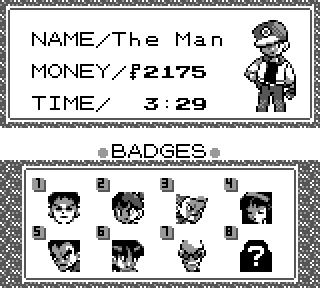 NAME/The Man
MONEY/₽2175
TIME/ 3:29
●BADGES●
1 2 3 4
5 6 7 8
?